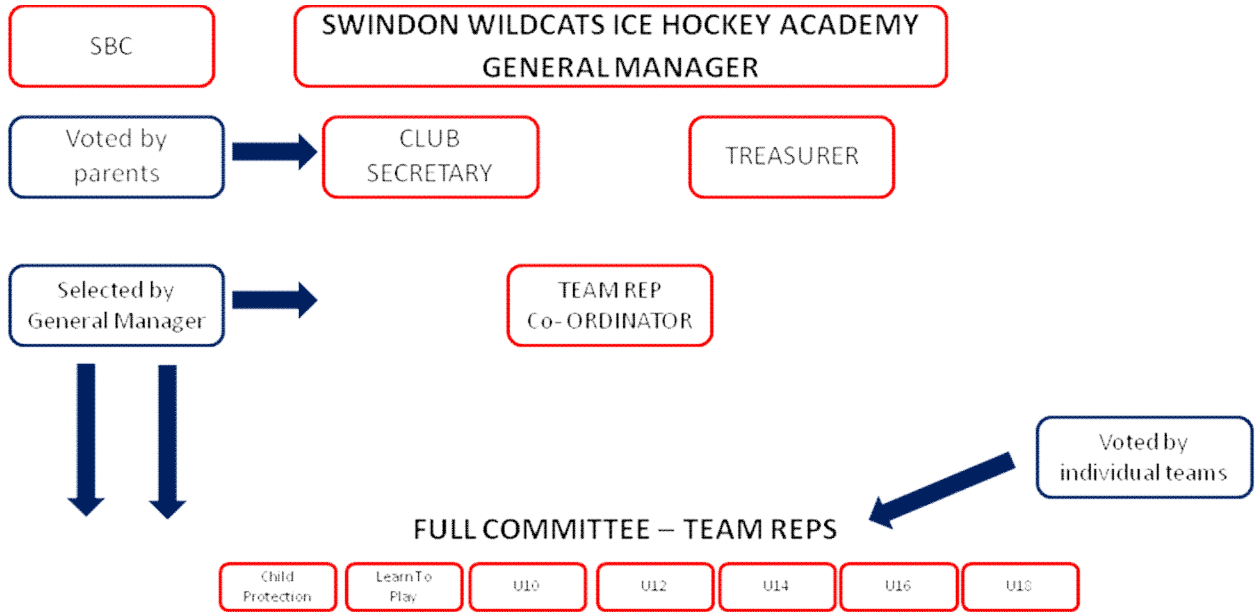 SBC
SWINDON WILDCATS ICE HOCKEY ACADEMY
GENERAL MANAGER
Voted by
parents
CLUB
SECRETARY
TREASURER
Selected by
General Manager
TEAM REP
Co- ORDINATOR
Voted by
individual teams
FULL COMMITTEE – TEAM REPS
Child
Protection
Learn To
Play
U10
U12
U14
U16
U18